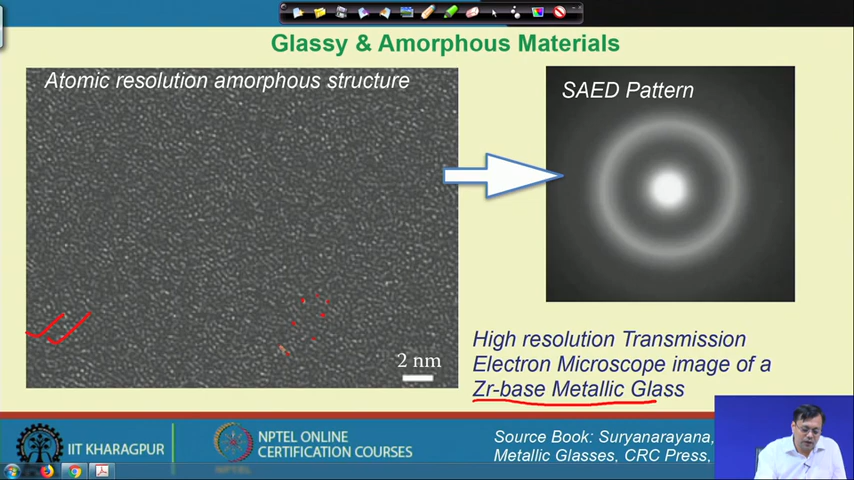 Glassy & Amorphous Materials
Atomic resolution amorphous structure
SAED Pattern
2 nm
High resolution Transmission
Electron Microscope image of a
Zr-base Metallic Glass
IIT KHARAGPUR
NPTEL ONLINE
CERTIFICATION COURSES
NPTEL
Source Book: Suryanarayana,
Metallic Glasses, CRC Press,